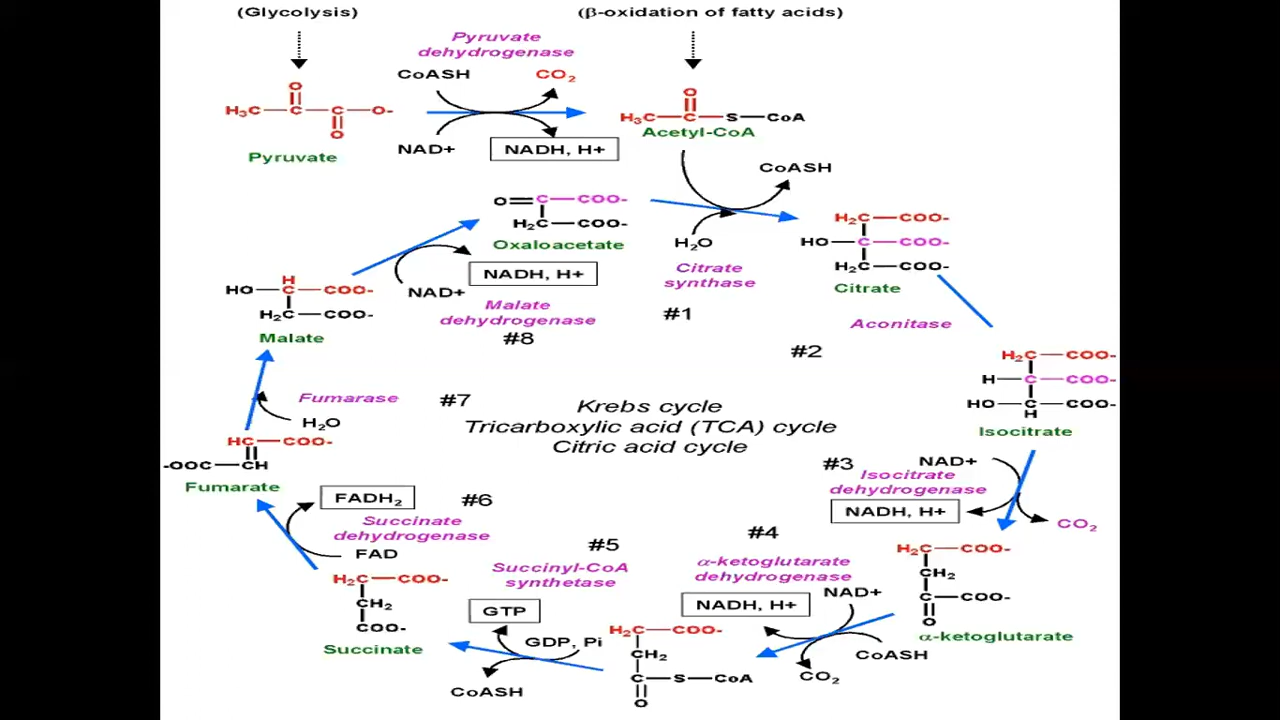 (Glycolysis)
(β-oxidation of fatty acids)
Pyruvate
dehydrogenase
CoASH
CO2
O
H3C—C—C—O-
O
Pyruvate
NAD+
NADH, H+
O
H3C—C—S—CoA
Acetyl-CoA
CoASH
O=C—COO-
H2C—COO-
Oxaloacetate
H2O
Citrate
synthase
#1
H2C—COO-
HO—C—COO-
H2C—COO-
Citrate
Aconitase
#2
H2C—COO-
H—C—COO-
HO—C—COO-
H
Isocitrate
#3
NAD+
Isocitrate
dehydrogenase
NADH, H+
CO2
H2C—COO-
CH2
C—COO-
O
α-ketoglutarate
#4
α-ketoglutarate
dehydrogenase
NADH, H+
NAD+
CoASH
CO2
H2C—COO-
CH2
C—S—CoA
O
#5
Succinyl-CoA
synthetase
GTP
GDP, Pi
CoASH
H2C—COO-
CH2
COO-
Succinate
#6
FADH2
Succinate
dehydrogenase
FAD
HC—COO-
-OOC—CH
Fumarate
#7
Fumarase
H2O
H
HO—C—COO-
H2C—COO-
Malate
NADH, H+
NAD+
Malate
dehydrogenase
#8
Krebs cycle
Tricarboxylic acid (TCA) cycle
Citric acid cycle